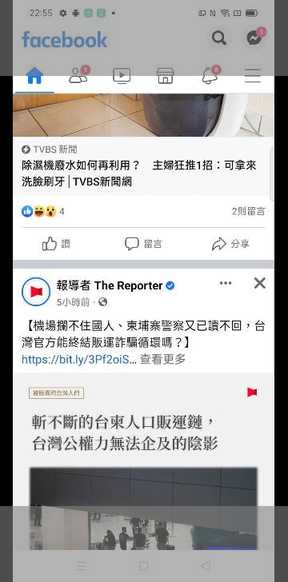 22:55
facebook
TVBS 新聞
除濕機廢水如何再利用？ 主婦狂推1招：可拿來
洗臉刷牙│TVBS新聞網
4
2則留言
讚
留言
分享
報導者 The Reporter
5小時前
【機場攔不住國人、柬埔寨警察又已讀不回，台
灣官方能終結販運詐騙循環嗎？】
https://bit.ly/3Pf2oiS... 查看更多
斬不斷的台柬人口販運鏈，
台灣公權力無法企及的陰影